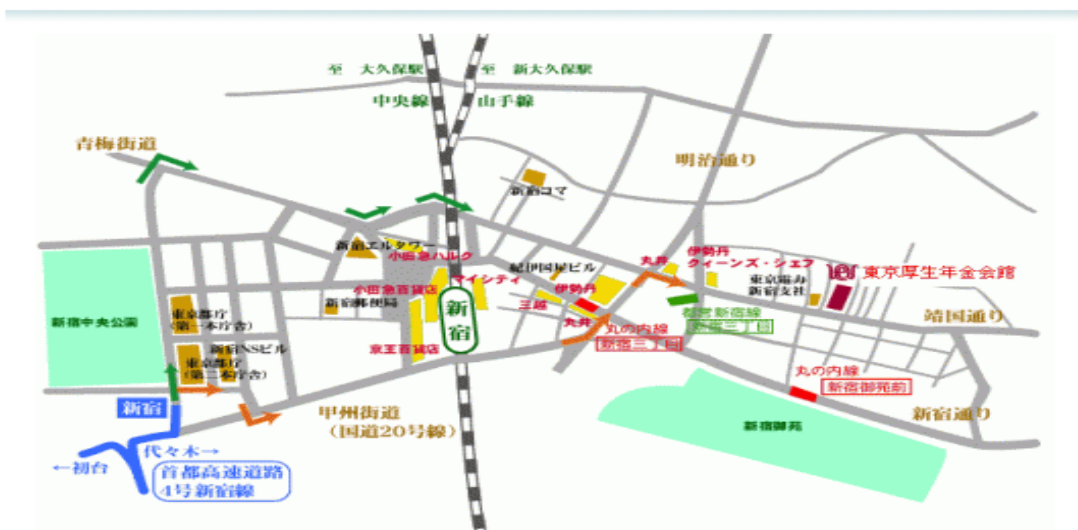 至 大久保駅
至 新大久保駅
中央線
山手線
青梅街道
明治通り
新宿コマ
新宿エルタワー
小田急ハルク
紀伊国屋ビル
丸井
伊勢丹
クィーンズ・シェフ
東京厚生年金会館
マイシティ
小田急百貨店
伊勢丹
東京電力
新宿支社
三越
新宿郵便局
新宿
都営新宿線
新宿三丁目
靖国通り
新宿中央公園
東京都庁
(第一本庁舎)
丸井
丸の内線
新宿三丁目
京王百貨店
新宿NSビル
東京都庁
(第二本庁舎)
丸の内線
新宿御苑前
新宿
甲州街道
(国道20号線)
新宿御苑
新宿通り
代々木→
←初台
首都高速道路
4号新宿線